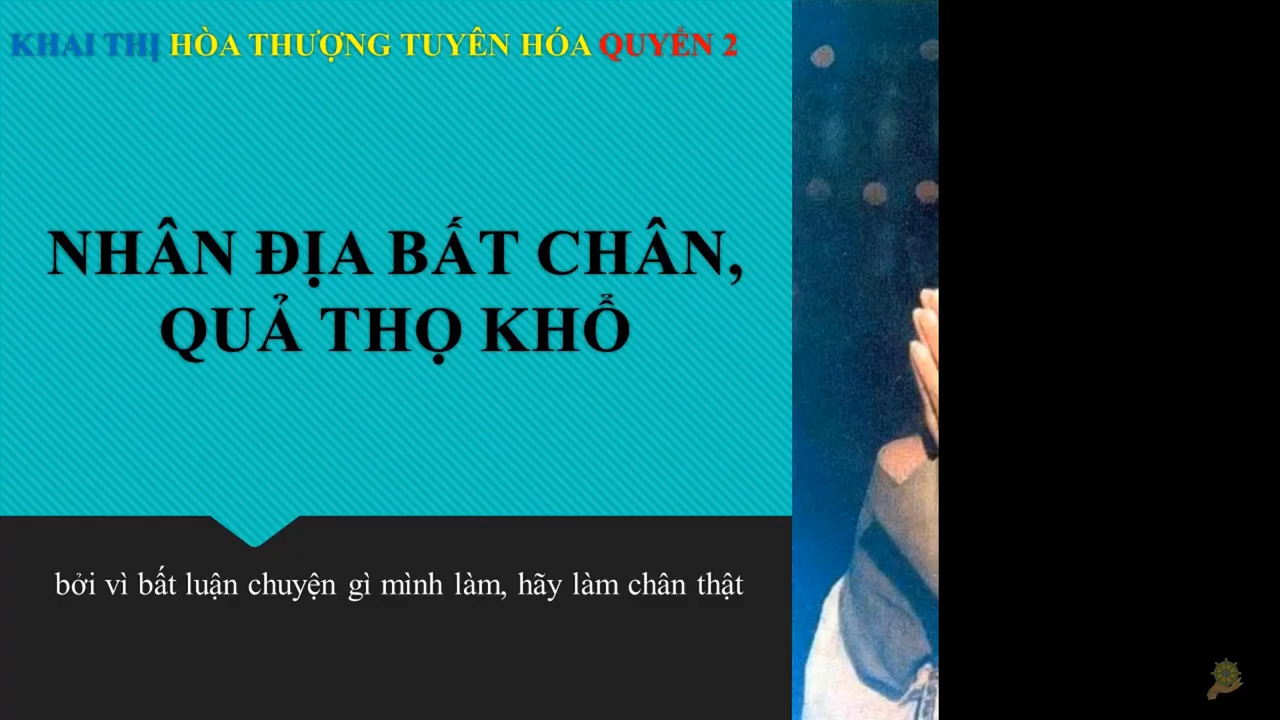 KHAI THỊ HÒA THƯỢNG TUYÊN HÓA QUYỂN 2
NHÂN ĐỊA BẤT CHÂN,
QUẢ THỌ KHỔ
bởi vì bất luận chuyện gì mình làm, hãy làm chân thật